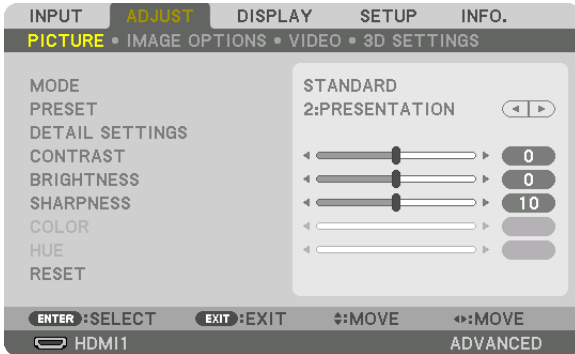 INPUT ADJUST DISPLAY SETUP INFO.
PICTURE • IMAGE OPTIONS • VIDEO • 3D SETTINGS
MODE STANDARD
PRESET 2:PRESENTATION
DETAIL SETTINGS
CONTRAST 0
BRIGHTNESS 0
SHARPNESS 10
COLOR
HUE
RESET
ENTER:SELECT EXIT:EXIT :MOVE :MOVE
HDMI1 ADVANCED